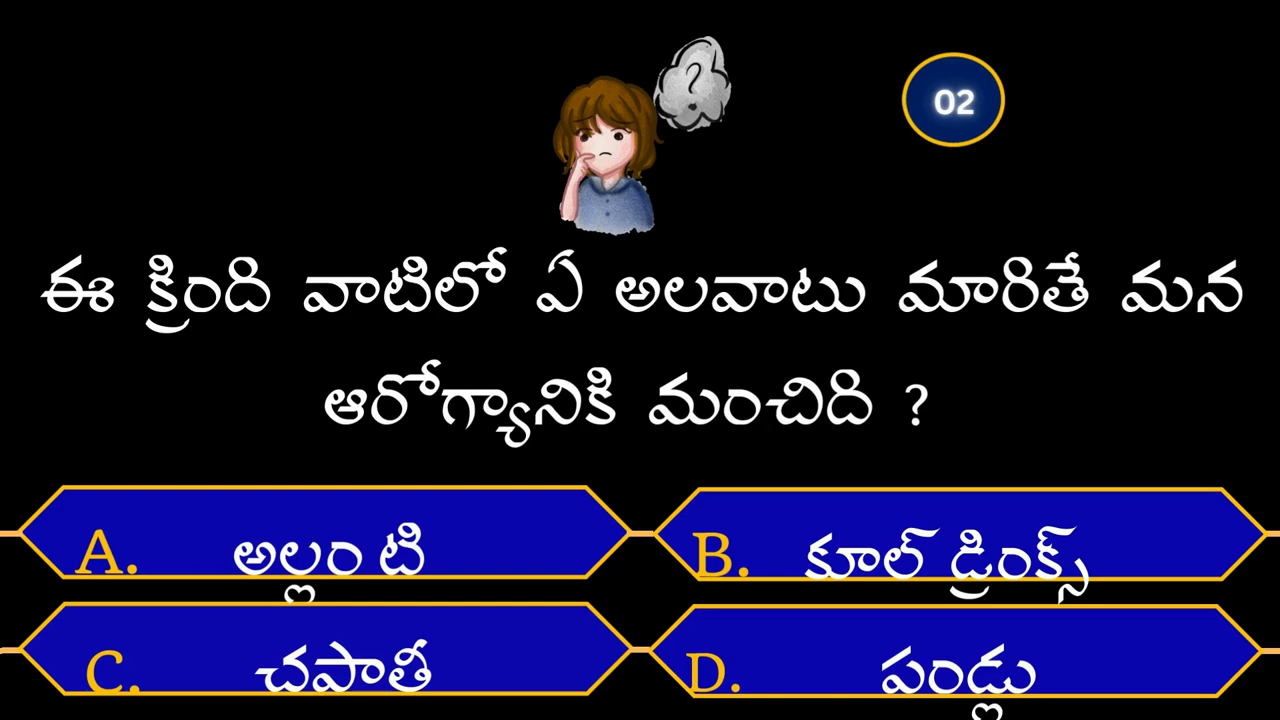 ?
02
ఈ క్రింది వాటిలో ఏ అలవాటు మారితే మన
ఆరోగ్యానికి మంచిది ?
A. అల్లం టి
B. కూల్ డ్రింక్స్
C. చపాతీ
D. పండ్లు